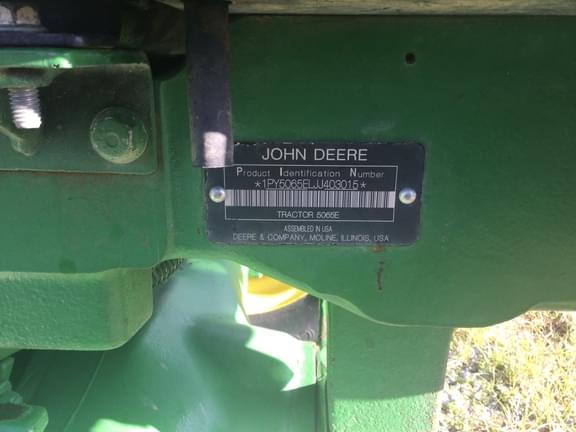 JOHN DEERE
Product Identification Number
*1PY5065ELJJ403015*
TRACTOR 5065E
ASSEMBLED IN USA
DEERE & COMPANY, MOLINE, ILLINOIS, USA